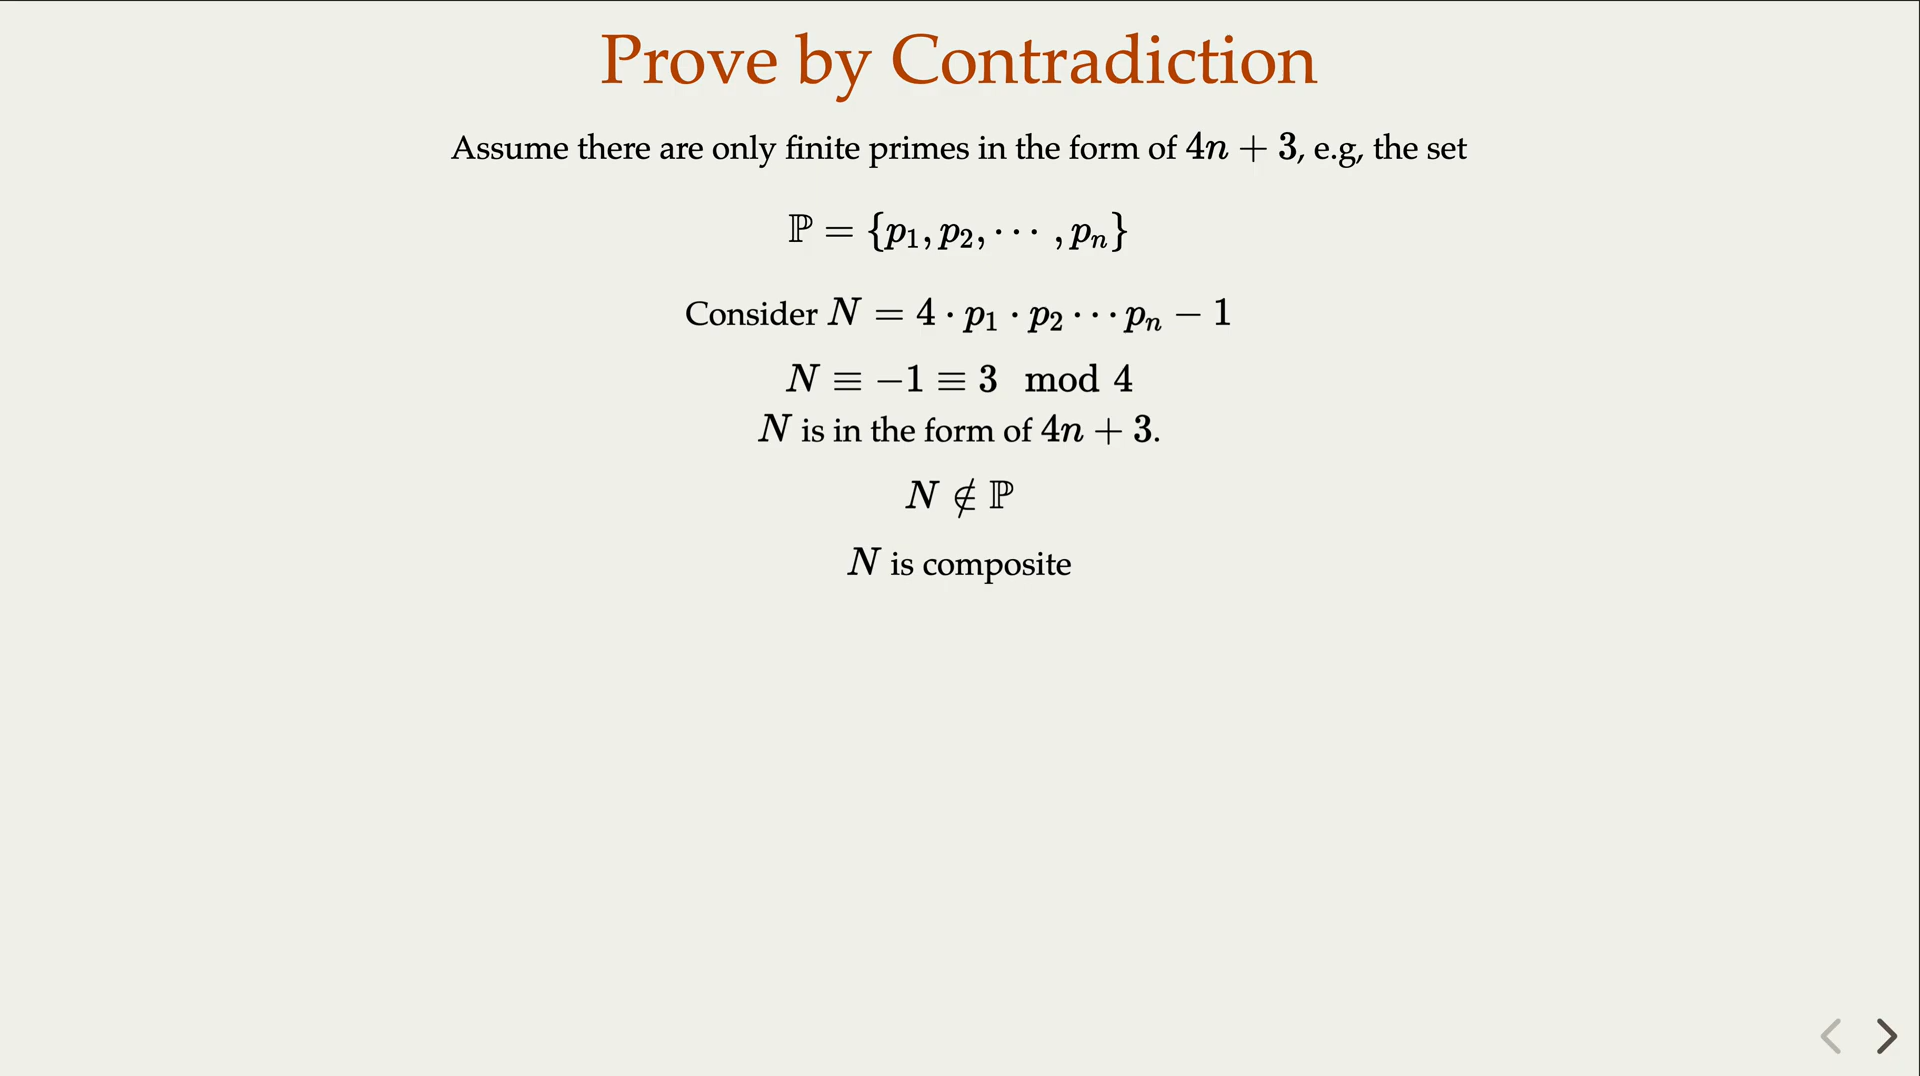 Prove by Contradiction
Assume there are only finite primes in the form of 4n + 3, e.g, the set
ℙ = {p₁, p₂, ⋯ , pₙ}
Consider N = 4 · p₁ · p₂ ⋯ pₙ − 1
N ≡ −1 ≡ 3 mod 4
N is in the form of 4n + 3.
N ∉ ℙ
N is composite